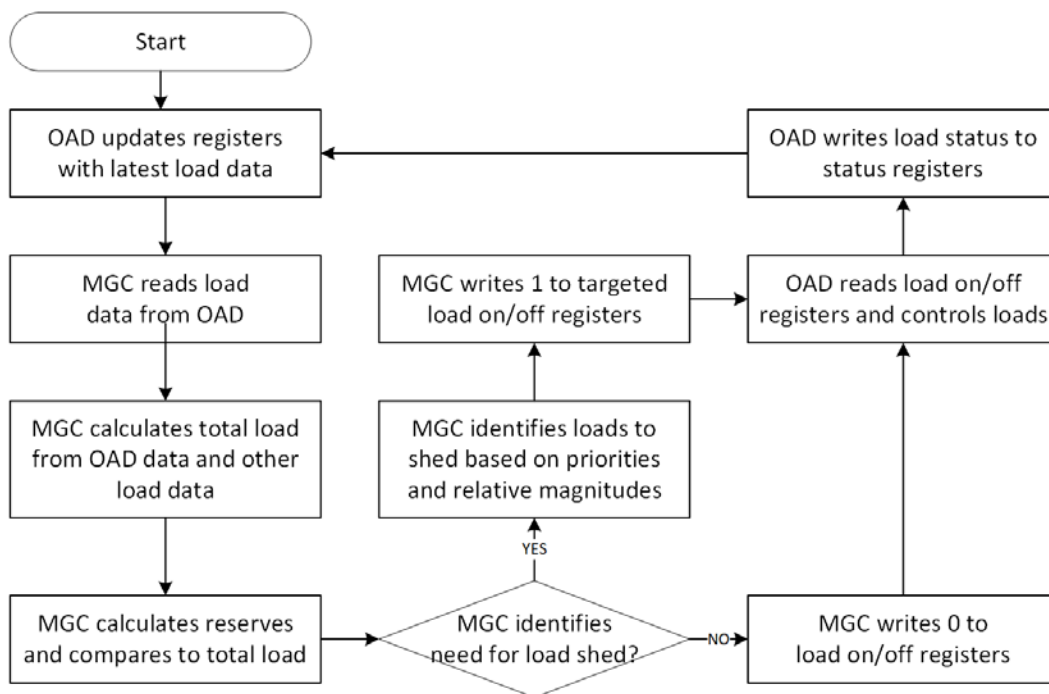 Start
OAD updates registers
with latest load data
MGC reads load
data from OAD
MGC calculates total load
from OAD data and other
load data
MGC calculates reserves
and compares to total load
MGC identifies
need for load shed?
YES
MGC identifies loads to
shed based on priorities
and relative magnitudes
MGC writes 1 to targeted
load on/off registers
NO
MGC writes 0 to
load on/off registers
OAD reads load on/off
registers and controls loads
OAD writes load status to
status registers